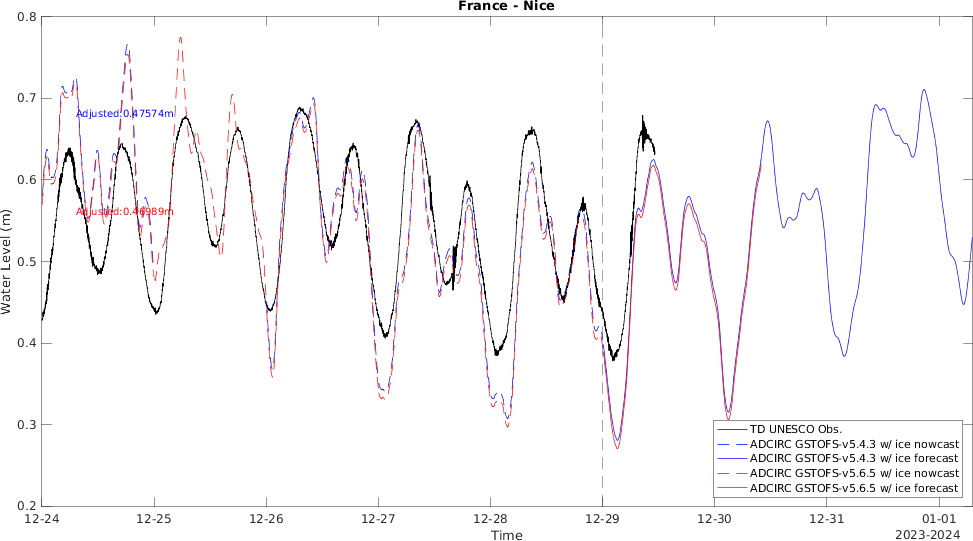 France - Nice
0.8
0.7
0.6
0.5
0.4
0.3
0.2
Water Level (m)
Adjusted:0.47574m
Adjusted:0.46989m
TD UNESCO Obs.
ADCIRC GSTOFS-v5.4.3 w/ ice nowcast
ADCIRC GSTOFS-v5.4.3 w/ ice forecast
ADCIRC GSTOFS-v5.6.5 w/ ice nowcast
ADCIRC GSTOFS-v5.6.5 w/ ice forecast
12-24 12-25 12-26 12-27 12-28 12-29 12-30 12-31 01-01
Time
2023-2024